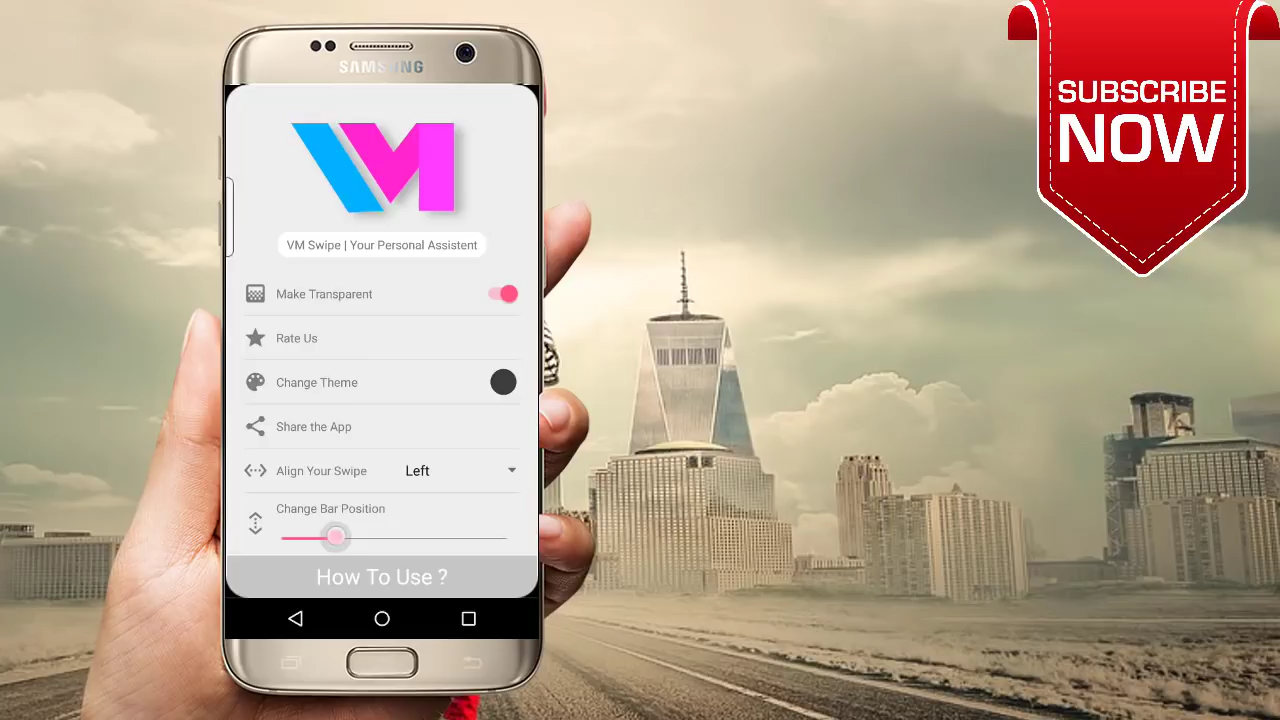 SAMSUNG
VM
VM Swipe | Your Personal Assistent
Make Transparent
Rate Us
Change Theme
Share the App
Align Your Swipe Left
Change Bar Position
How To Use ?
SUBSCRIBE
NOW